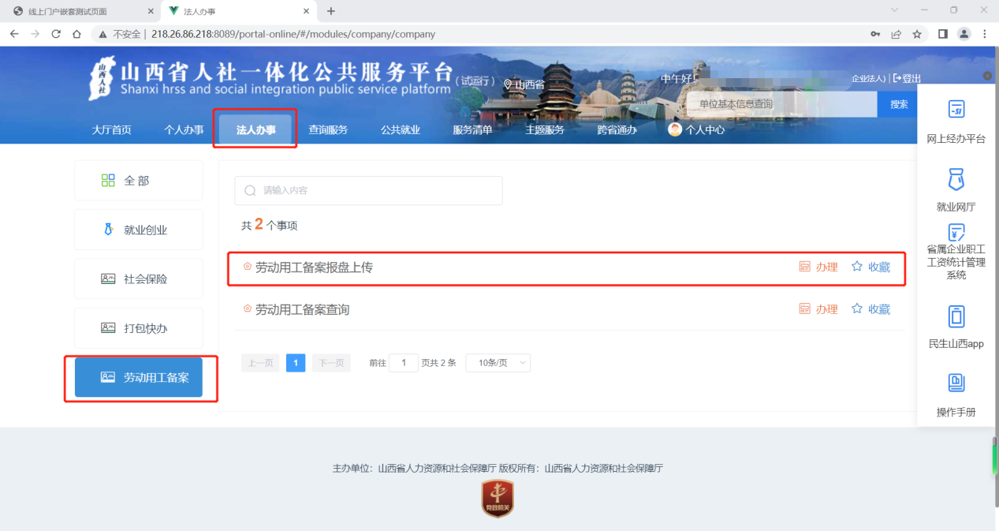 线上门户嵌套测试页面
法人办事
不安全 | 218.26.86.218:8089/portal-online/#/modules/company/company
山西人社
山西省人社一体化公共服务平台
(试运行)
山西省
Shanxi hrss and social integration public service platform
中午好!
企业法人) | 登出
单位基本信息查询
搜索
大厅首页 个人办事 法人办事 查询服务 公共就业 服务清单 主题服务 跨省通办 个人中心
全部
就业创业
社会保险
打包快办
劳动用工备案
请输入内容
共 2 个事项
劳动用工备案报盘上传 办理 收藏
劳动用工备案查询 办理 收藏
上一页 1 下一页 前往 1 页共 2 条 10条/页
网上经办平台
就业网厅
省属企业职工
工资统计管理
系统
民生山西app
操作手册
主办单位：山西省人力资源和社会保障厅 版权所有：山西省人力资源和社会保障厅
党政机关